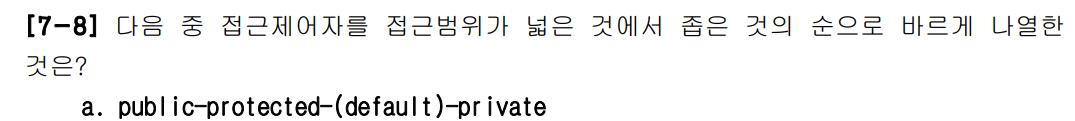 [7-8] 다음 중 접근제어자를 접근범위가 넓은 것에서 좁은 것의 순으로 바르게 나열한
것은?
a. public-protected-(default)-private